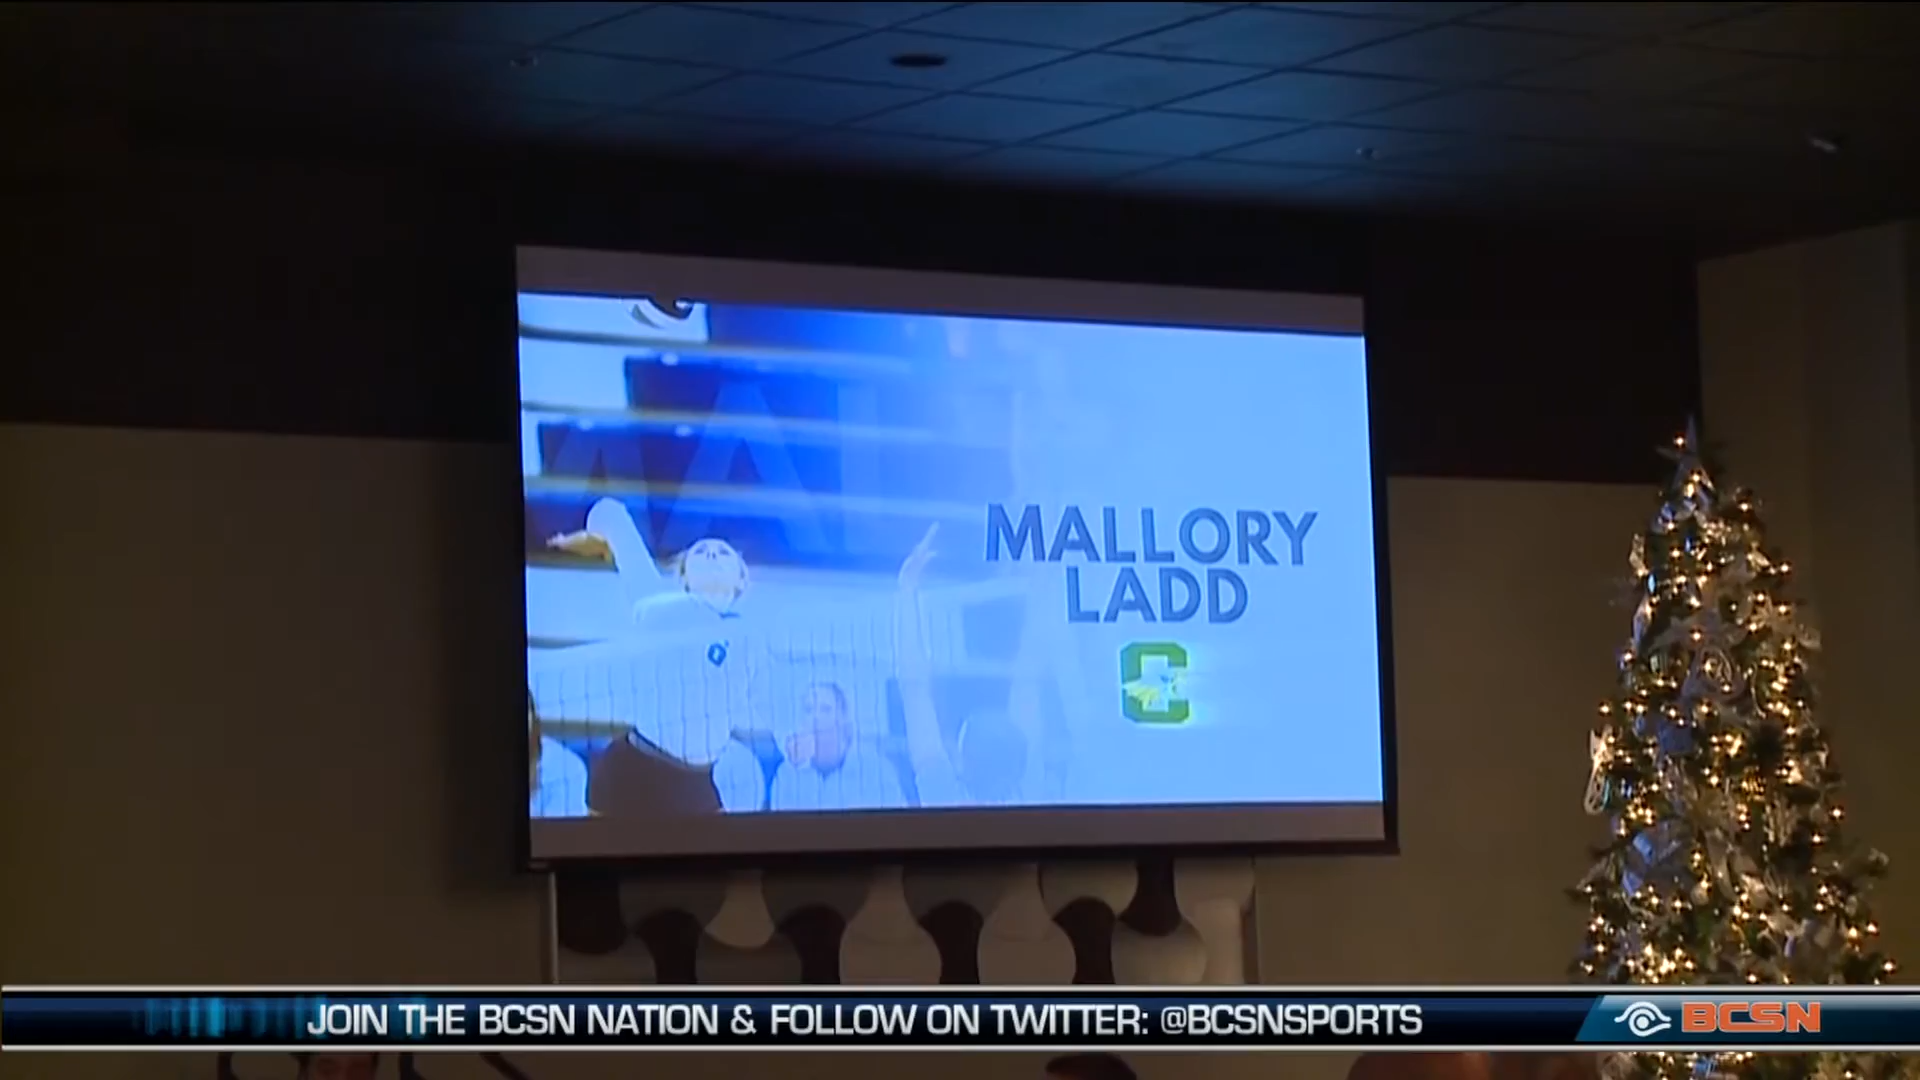 MALLORY
LADD
C
JOIN THE BCSN NATION & FOLLOW ON TWITTER: @BCSNSPORTS
BCSN